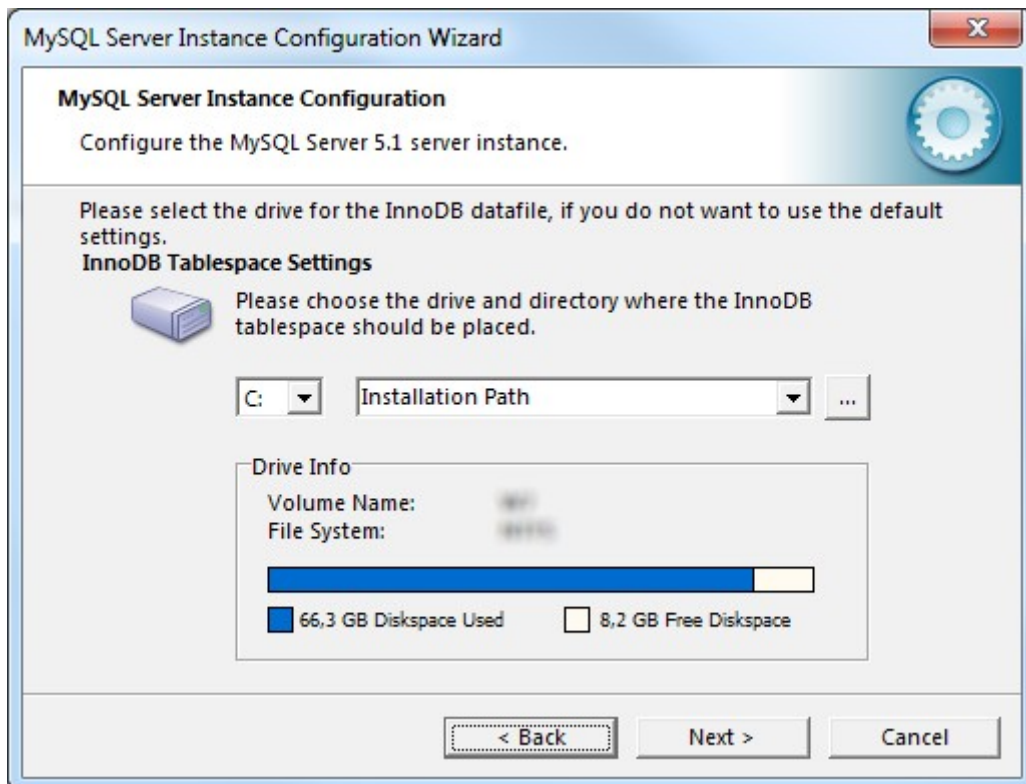 MySQL Server Instance Configuration Wizard
MySQL Server Instance Configuration
Configure the MySQL Server 5.1 server instance.
Please select the drive for the InnoDB datafile, if you do not want to use the default
settings.
InnoDB Tablespace Settings
Please choose the drive and directory where the InnoDB
tablespace should be placed.
C: Installation Path ...
Drive Info
Volume Name:
File System:
66,3 GB Diskspace Used 8,2 GB Free Diskspace
< Back Next > Cancel